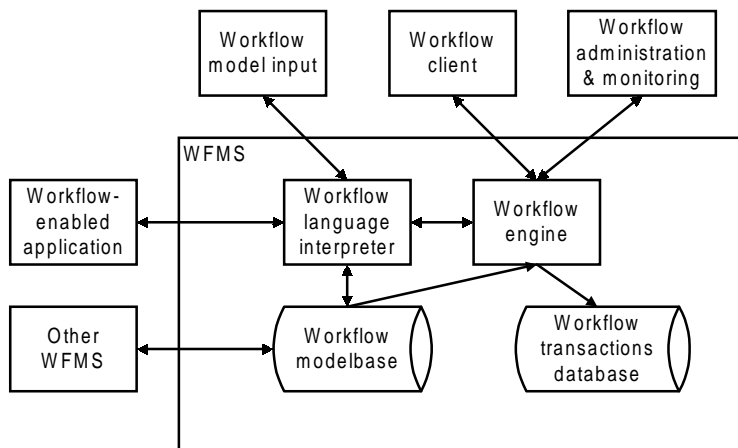 Workflow
model input
Workflow
client
Workflow
administration
& monitoring
WFMS
Workflow-
enabled
application
Workflow
language
interpreter
Workflow
engine
Other
WFMS
Workflow
modelbase
Workflow
transactions
database